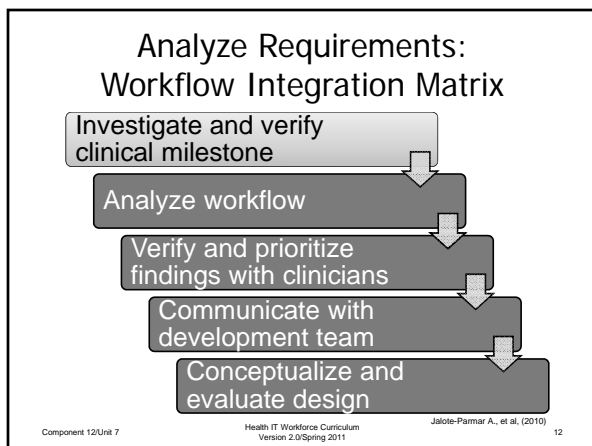 Analyze Requirements:
Workflow Integration Matrix
Investigate and verify
clinical milestone
Analyze workflow
Verify and prioritize
findings with clinicians
Communicate with
development team
Conceptualize and
evaluate design
Jalote-Parmar A., et al, (2010)
Component 12/Unit 7
Health IT Workforce Curriculum
Version 2.0/Spring 2011
12